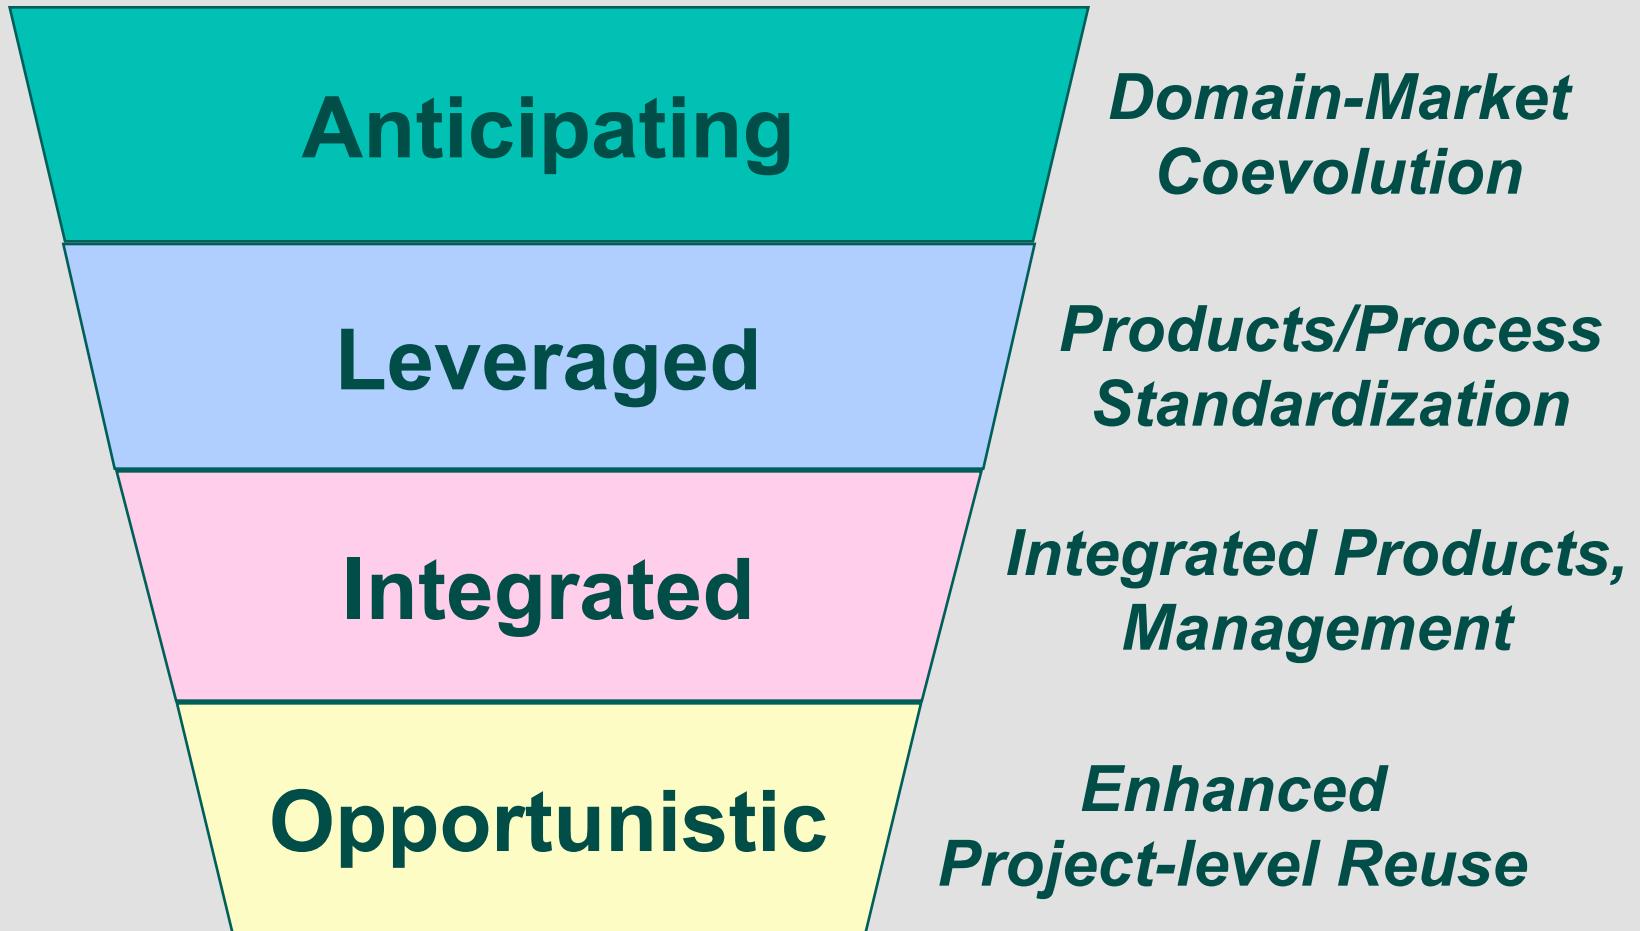 Anticipating
Domain-Market
Coevolution
Leveraged
Products/Process
Standardization
Integrated
Integrated Products,
Management
Opportunistic
Enhanced
Project-level Reuse